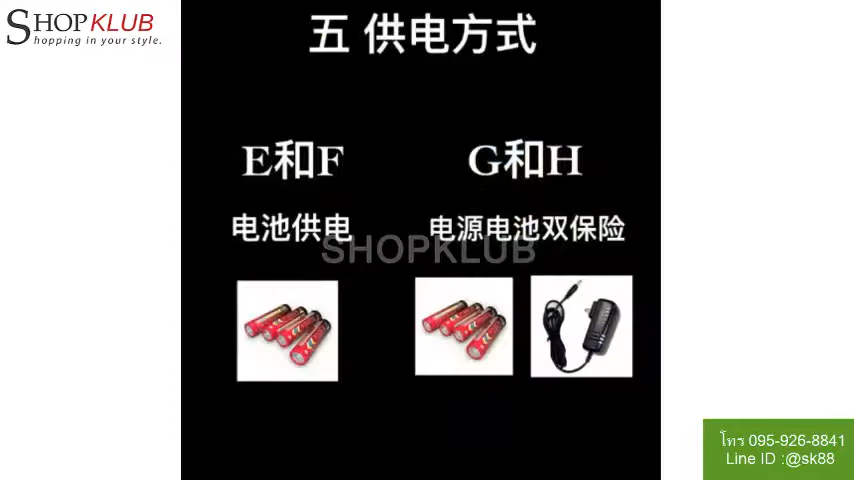 SHOPKLUB
Shopping in your style.
五 供电方式
E和F
G和H
电池供电
电源电池双保险
SHOPKLUB
โทร 095-926-8841
Line ID :@sk88